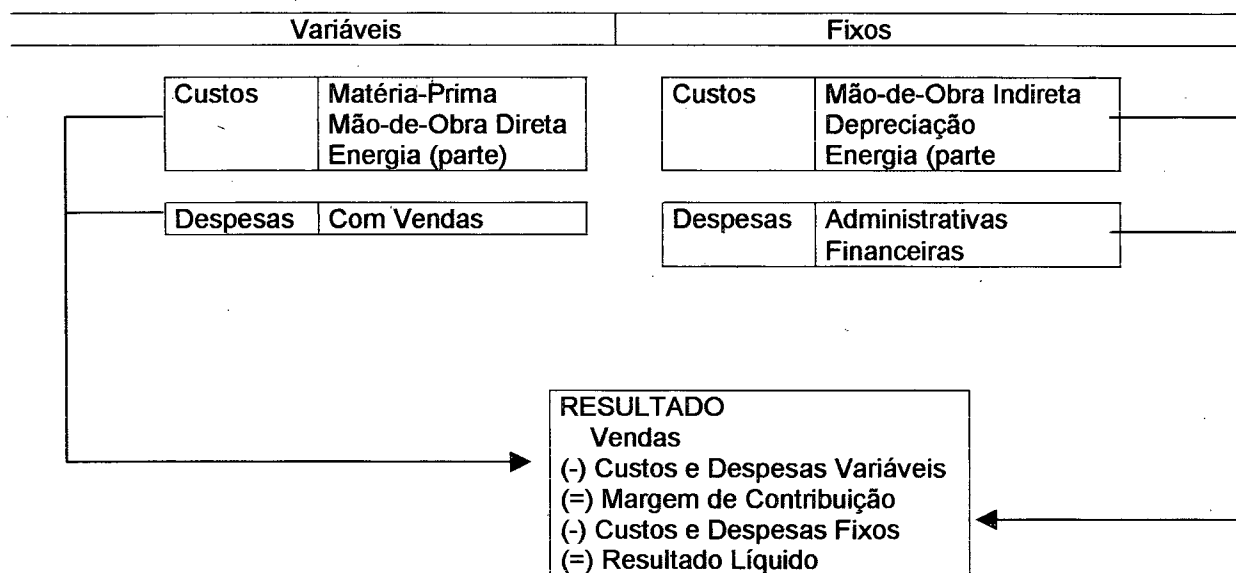 Variáveis
Fixos
Custos
Matéria-Prima
Mão-de-Obra Direta
Energia (parte)
Custos
Mão-de-Obra Indireta
Depreciação
Energia (parte
Despesas
Com Vendas
Despesas
Administrativas
Financeiras
RESULTADO
Vendas
(-) Custos e Despesas Variáveis
(=) Margem de Contribuição
(-) Custos e Despesas Fixos
(=) Resultado Líquido